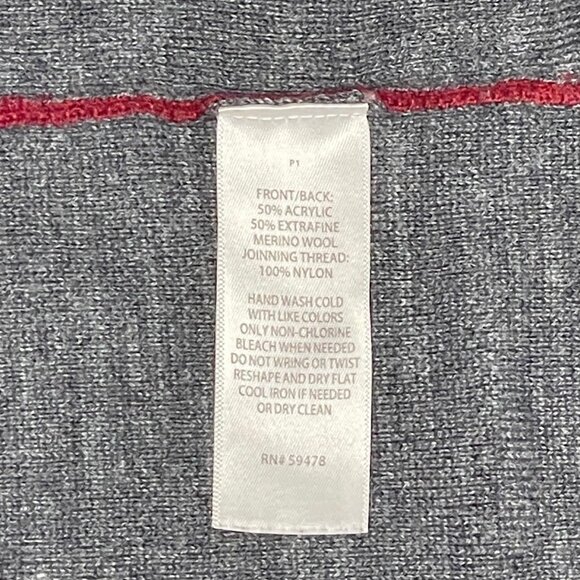 P1
FRONT/BACK:
50% ACRYLIC
50% EXTRAFINE
MERINO WOOL.
JOINNING THREAD:
100% NYLON
HAND WASH COLD
WITH LIKE COLORS
ONLY NON-CHLORINE
BLEACH WHEN NEEDED
DO NOT WRING OR TWIST
RESHAPE AND DRY FLAT
COOL IRON IF NEEDED
OR DRY CLEAN
RN# 59478